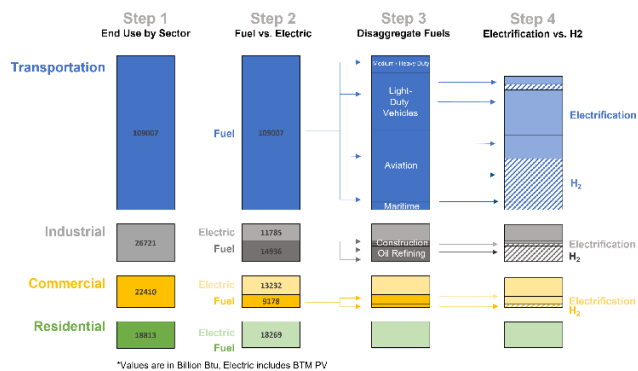 Step 1
Step 2
Step 3
Step 4
End Use by Sector
Fuel vs. Electric
Disaggregate Fuels
Electrification vs. H2
Transportation
109007
Fuel
109007
Medium - Heavy Duty
Light-
Duty
Vehicles
Aviation
Maritime
Electrification
H2
Industrial
26721
Electric
Fuel
11785
14936
Construction
Oil Refining
Electrification
H2
Commercial
22410
Electric
Fuel
13232
9178
Electrification
H2
Residential
18813
Electric
Fuel
18269
*Values are in Billion Btu, Electric includes BTM PV